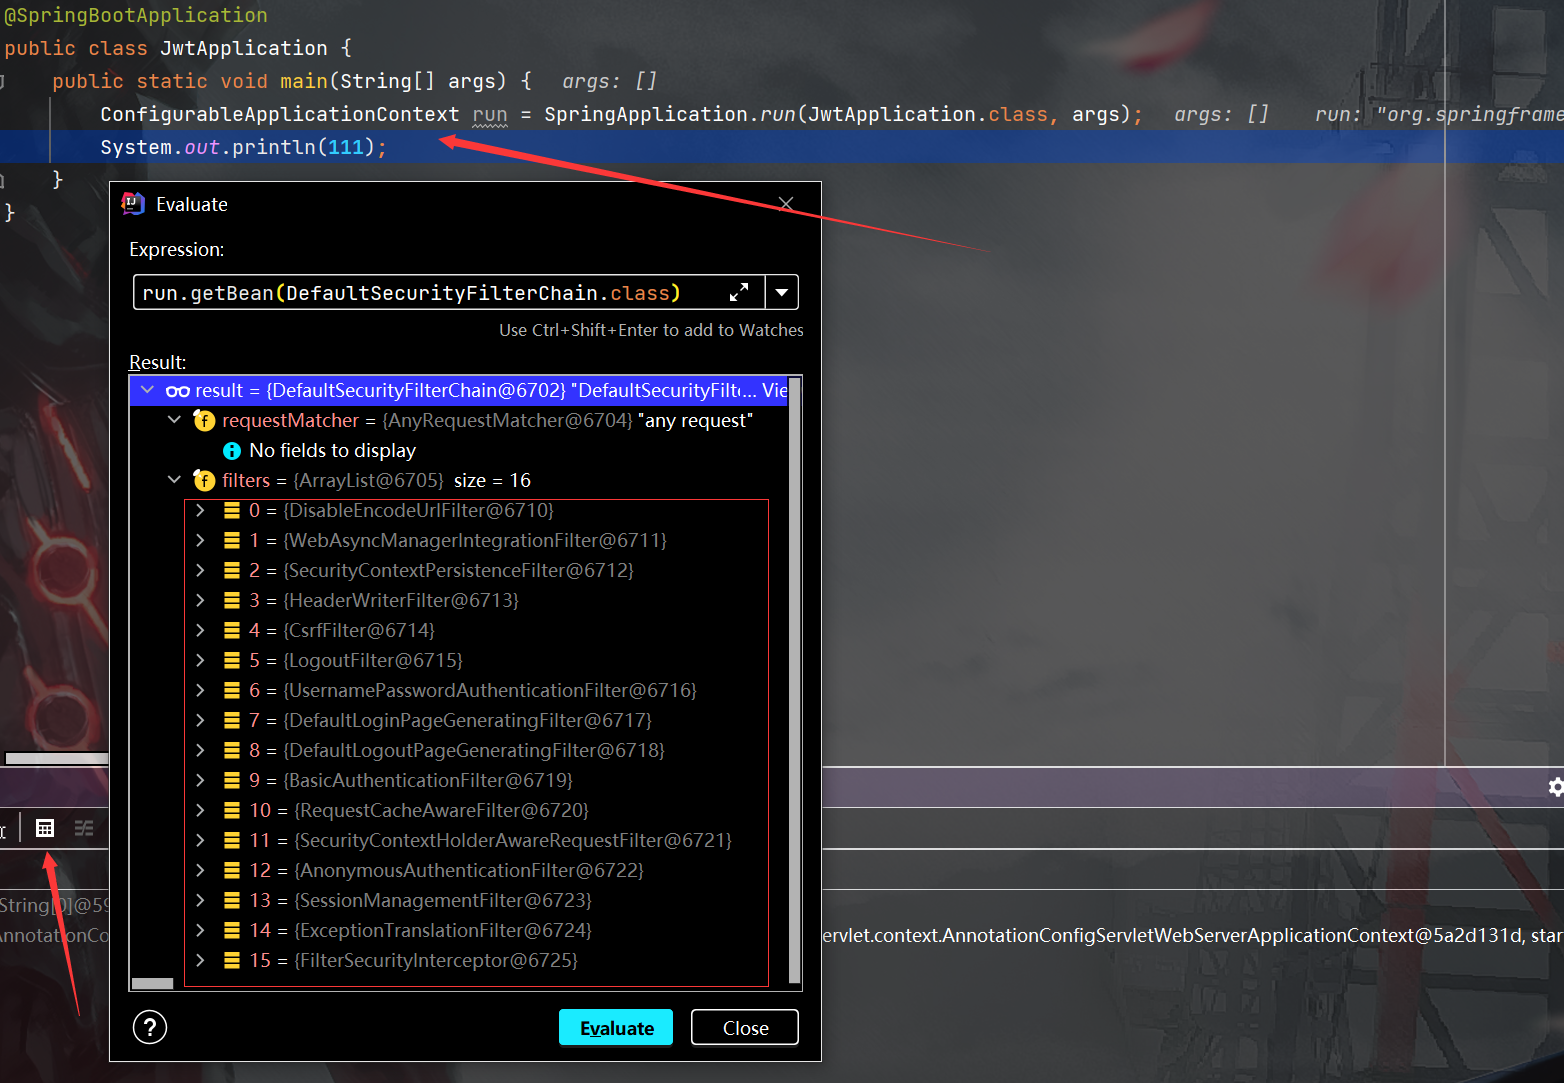 @SpringBootApplication
public class JwtApplication {
public static void main(String[] args) { args: []
ConfigurableApplicationContext run = SpringApplication.run(JwtApplication.class, args); args: [] run: "org.springframe
System.out.println(111);
}
}
Evaluate
Expression:
run.getBean(DefaultSecurityFilterChain.class)
Use Ctrl+Shift+Enter to add to Watches
Result:
result = {DefaultSecurityFilterChain@6702} "DefaultSecurityFilt... Vie
requestMatcher = {AnyRequestMatcher@6704} "any request"
No fields to display
filters = {ArrayList@6705} size = 16
0 = {DisableEncodeUrlFilter@6710}
1 = {WebAsyncManagerIntegrationFilter@6711}
2 = {SecurityContextPersistenceFilter@6712}
3 = {HeaderWriterFilter@6713}
4 = {CsrfFilter@6714}
5 = {LogoutFilter@6715}
6 = {UsernamePasswordAuthenticationFilter@6716}
7 = {DefaultLoginPageGeneratingFilter@6717}
8 = {DefaultLogoutPageGeneratingFilter@6718}
9 = {BasicAuthenticationFilter@6719}
10 = {RequestCacheAwareFilter@6720}
11 = {SecurityContextHolderAwareRequestFilter@6721}
12 = {AnonymousAuthenticationFilter@6722}
13 = {SessionManagementFilter@6723}
14 = {ExceptionTranslationFilter@6724}
15 = {FilterSecurityInterceptor@6725}
String[0]@59
AnnotationCo
ervlet.context.AnnotationConfigServletWebServerApplicationContext@5a2d131d, star
?
Evaluate
Close